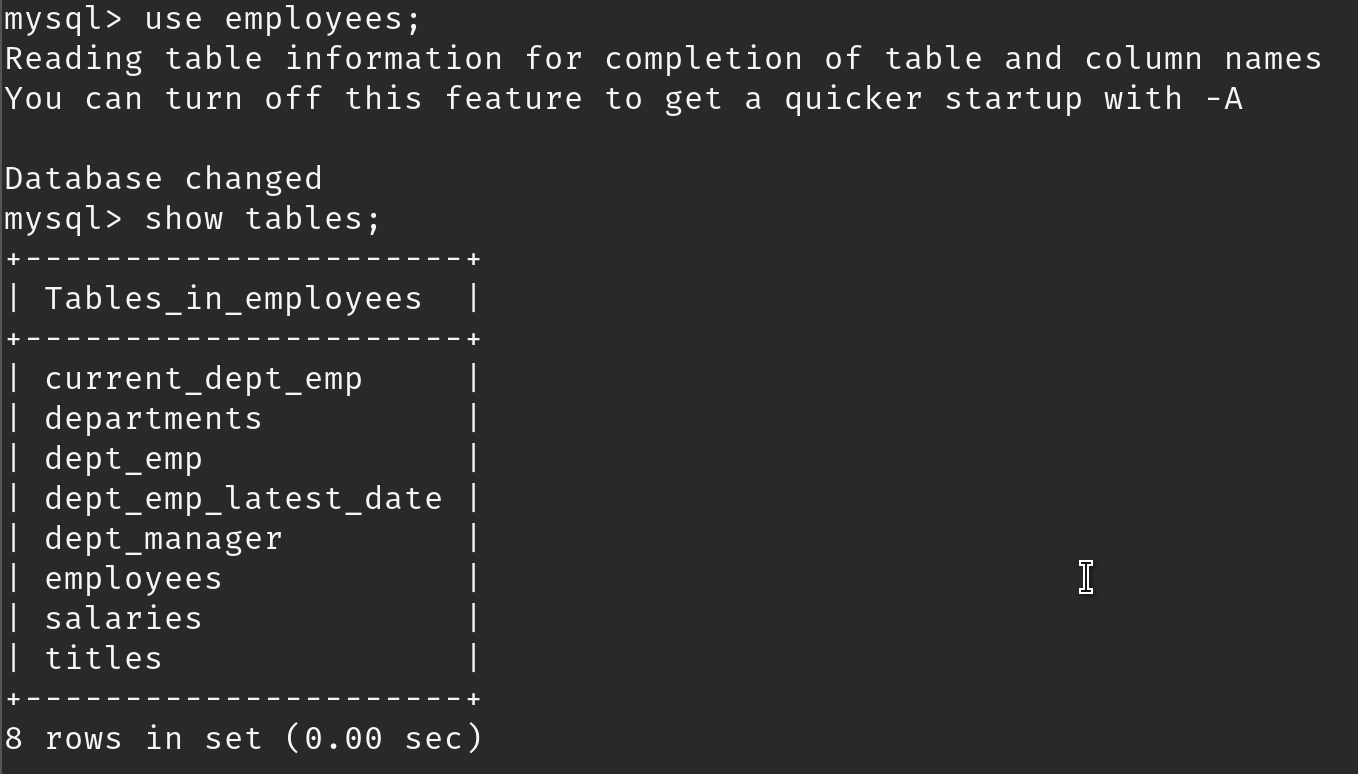 mysql> use employees;
Reading table information for completion of table and column names
You can turn off this feature to get a quicker startup with -A
Database changed
mysql> show tables;
+----------------------+
| Tables_in_employees  |
+----------------------+
| current_dept_emp     |
| departments          |
| dept_emp             |
| dept_emp_latest_date |
| dept_manager         |
| employees            |
| salaries             |
| titles               |
+----------------------+
8 rows in set (0.00 sec)